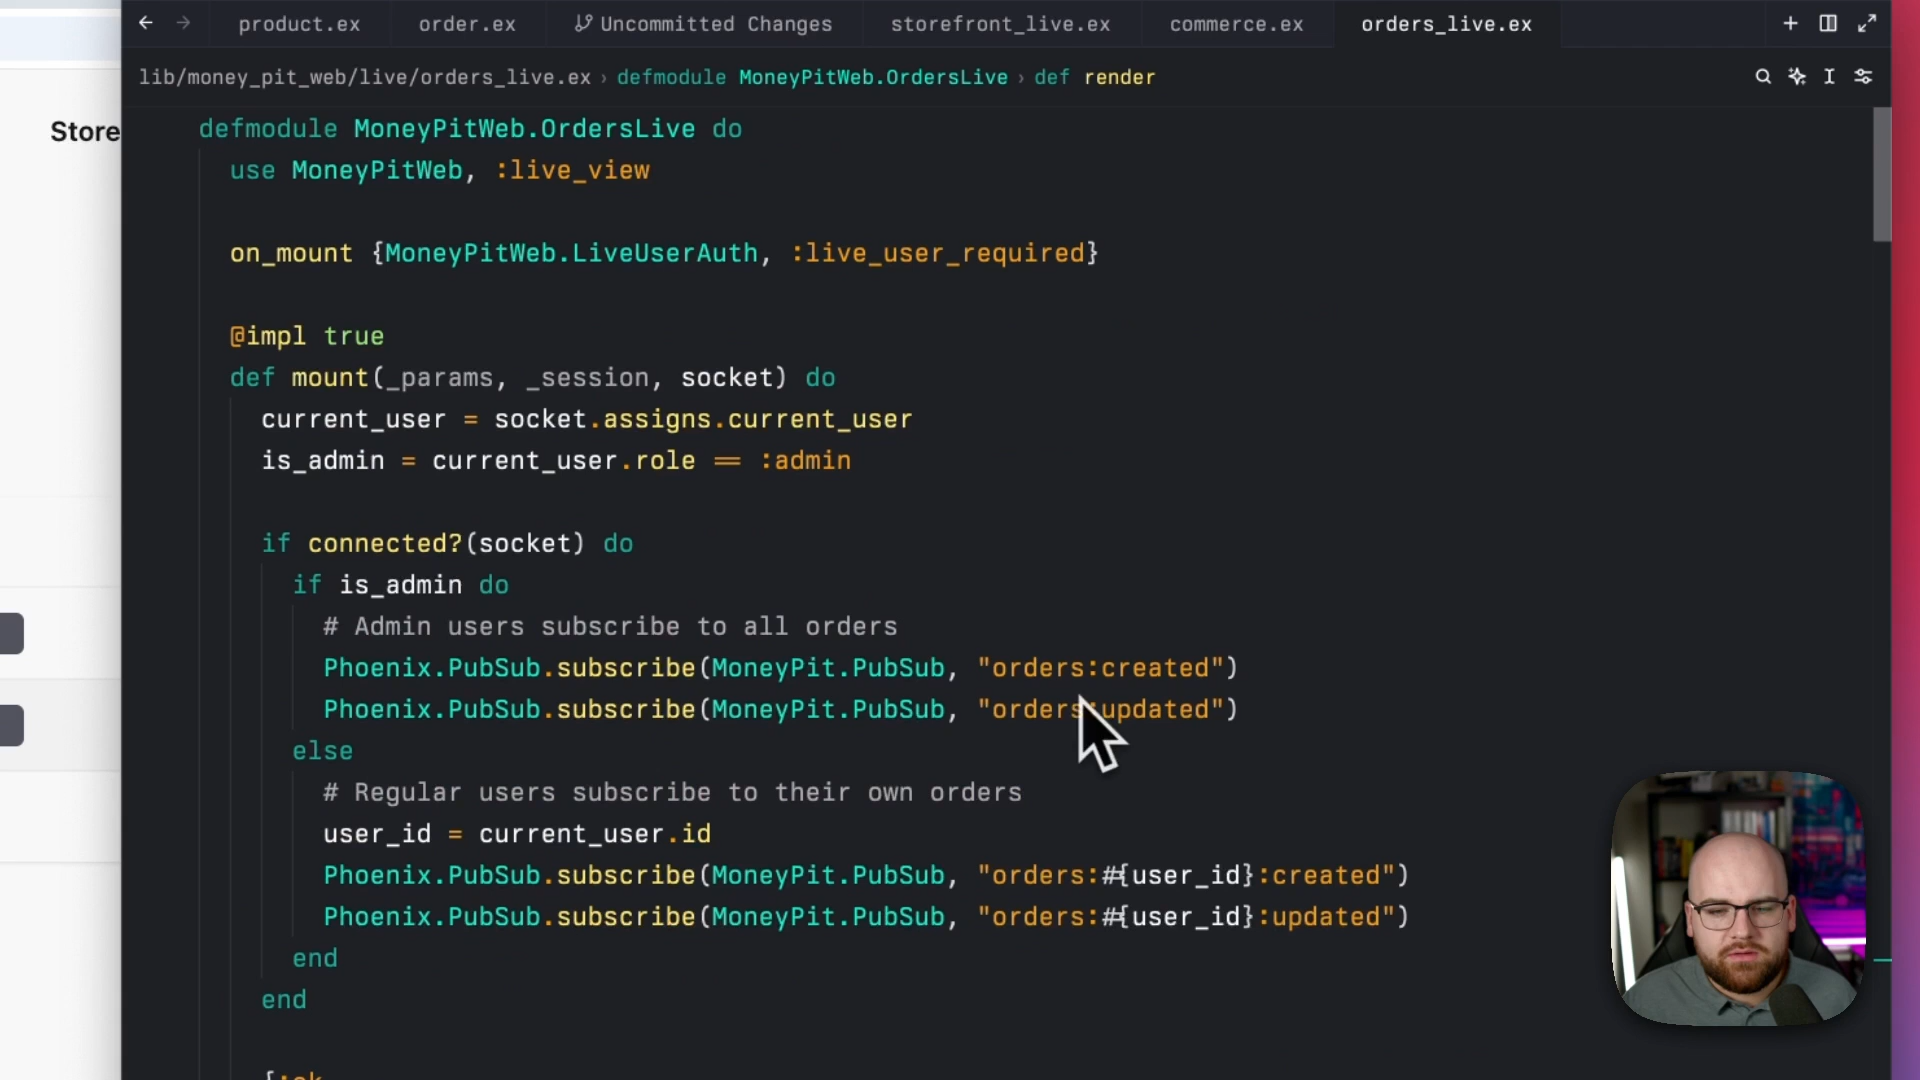 product.ex
order.ex
Uncommitted Changes
storefront_live.ex
commerce.ex
orders_live.ex
lib/money_pit_web/live/orders_live.ex › defmodule MoneyPitWeb.OrdersLive › def render
Store
defmodule MoneyPitWeb.OrdersLive do
use MoneyPitWeb, :live_view
on_mount {MoneyPitWeb.LiveUserAuth, :live_user_required}
@impl true
def mount(_params, _session, socket) do
current_user = socket.assigns.current_user
is_admin = current_user.role == :admin
if connected?(socket) do
if is_admin do
# Admin users subscribe to all orders
Phoenix.PubSub.subscribe(MoneyPit.PubSub, "orders:created")
Phoenix.PubSub.subscribe(MoneyPit.PubSub, "orders:updated")
else
# Regular users subscribe to their own orders
user_id = current_user.id
Phoenix.PubSub.subscribe(MoneyPit.PubSub, "orders:#{user_id}:created")
Phoenix.PubSub.subscribe(MoneyPit.PubSub, "orders:#{user_id}:updated")
end
end